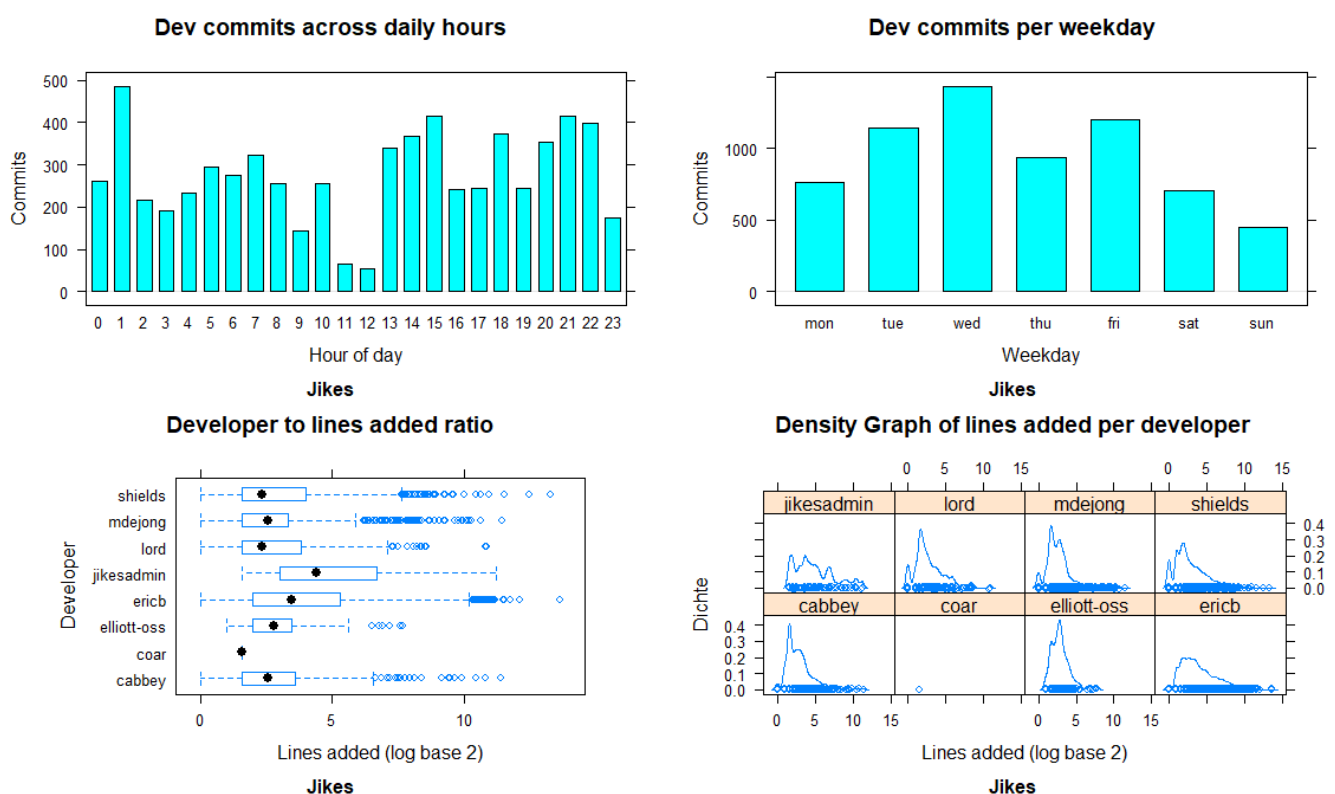 Dev commits across daily hours
Commits
500
400
300
200
100
0
0 1 2 3 4 5 6 7 8 9 10 11 12 13 14 15 16 17 18 19 20 21 22 23
Hour of day
Jikes
Dev commits per weekday
Commits
1000
500
0
mon tue wed thu fri sat sun
Weekday
Jikes
Developer to lines added ratio
Developer
shields
mdejong
lord
jikesadmin
ericb
elliott-oss
coar
cabbey
0 5 10
Lines added (log base 2)
Jikes
Density Graph of lines added per developer
0 5 10 15 0 5 10 15
jikesadmin lord mdejong shields
0.4
0.3
0.2
0.1
0.0
Dichte
cabbey coar elliott-oss ericb
0.4
0.3
0.2
0.1
0.0
0 5 10 15 0 5 10 15
Lines added (log base 2)
Jikes